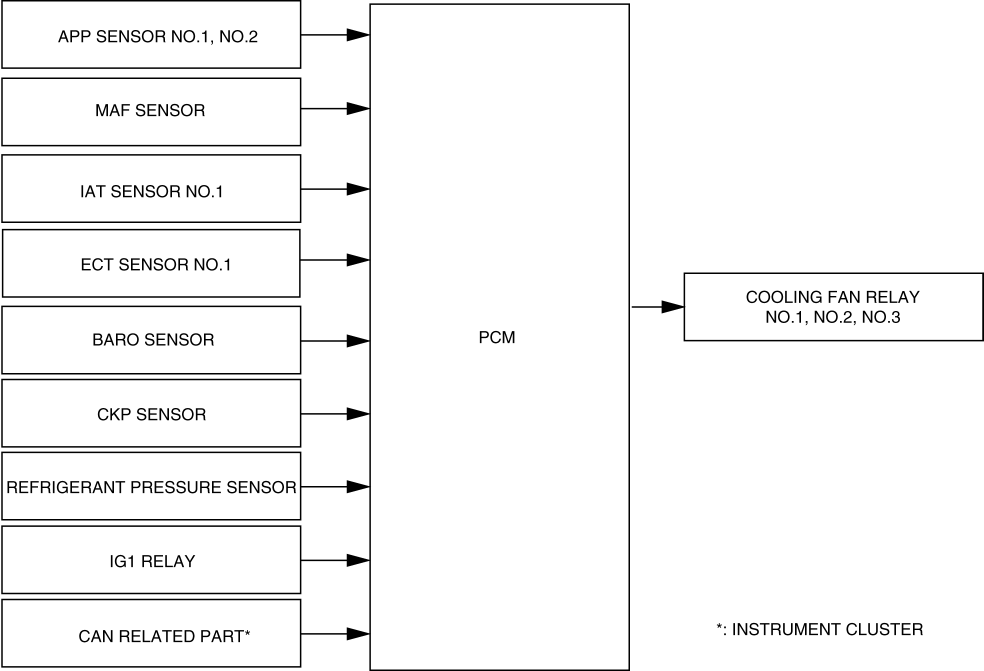 APP SENSOR NO.1, NO.2
MAF SENSOR
IAT SENSOR NO.1
ECT SENSOR NO.1
BARO SENSOR
CKP SENSOR
REFRIGERANT PRESSURE SENSOR
IG1 RELAY
CAN RELATED PART*
PCM
COOLING FAN RELAY
NO.1, NO.2, NO.3
*: INSTRUMENT CLUSTER